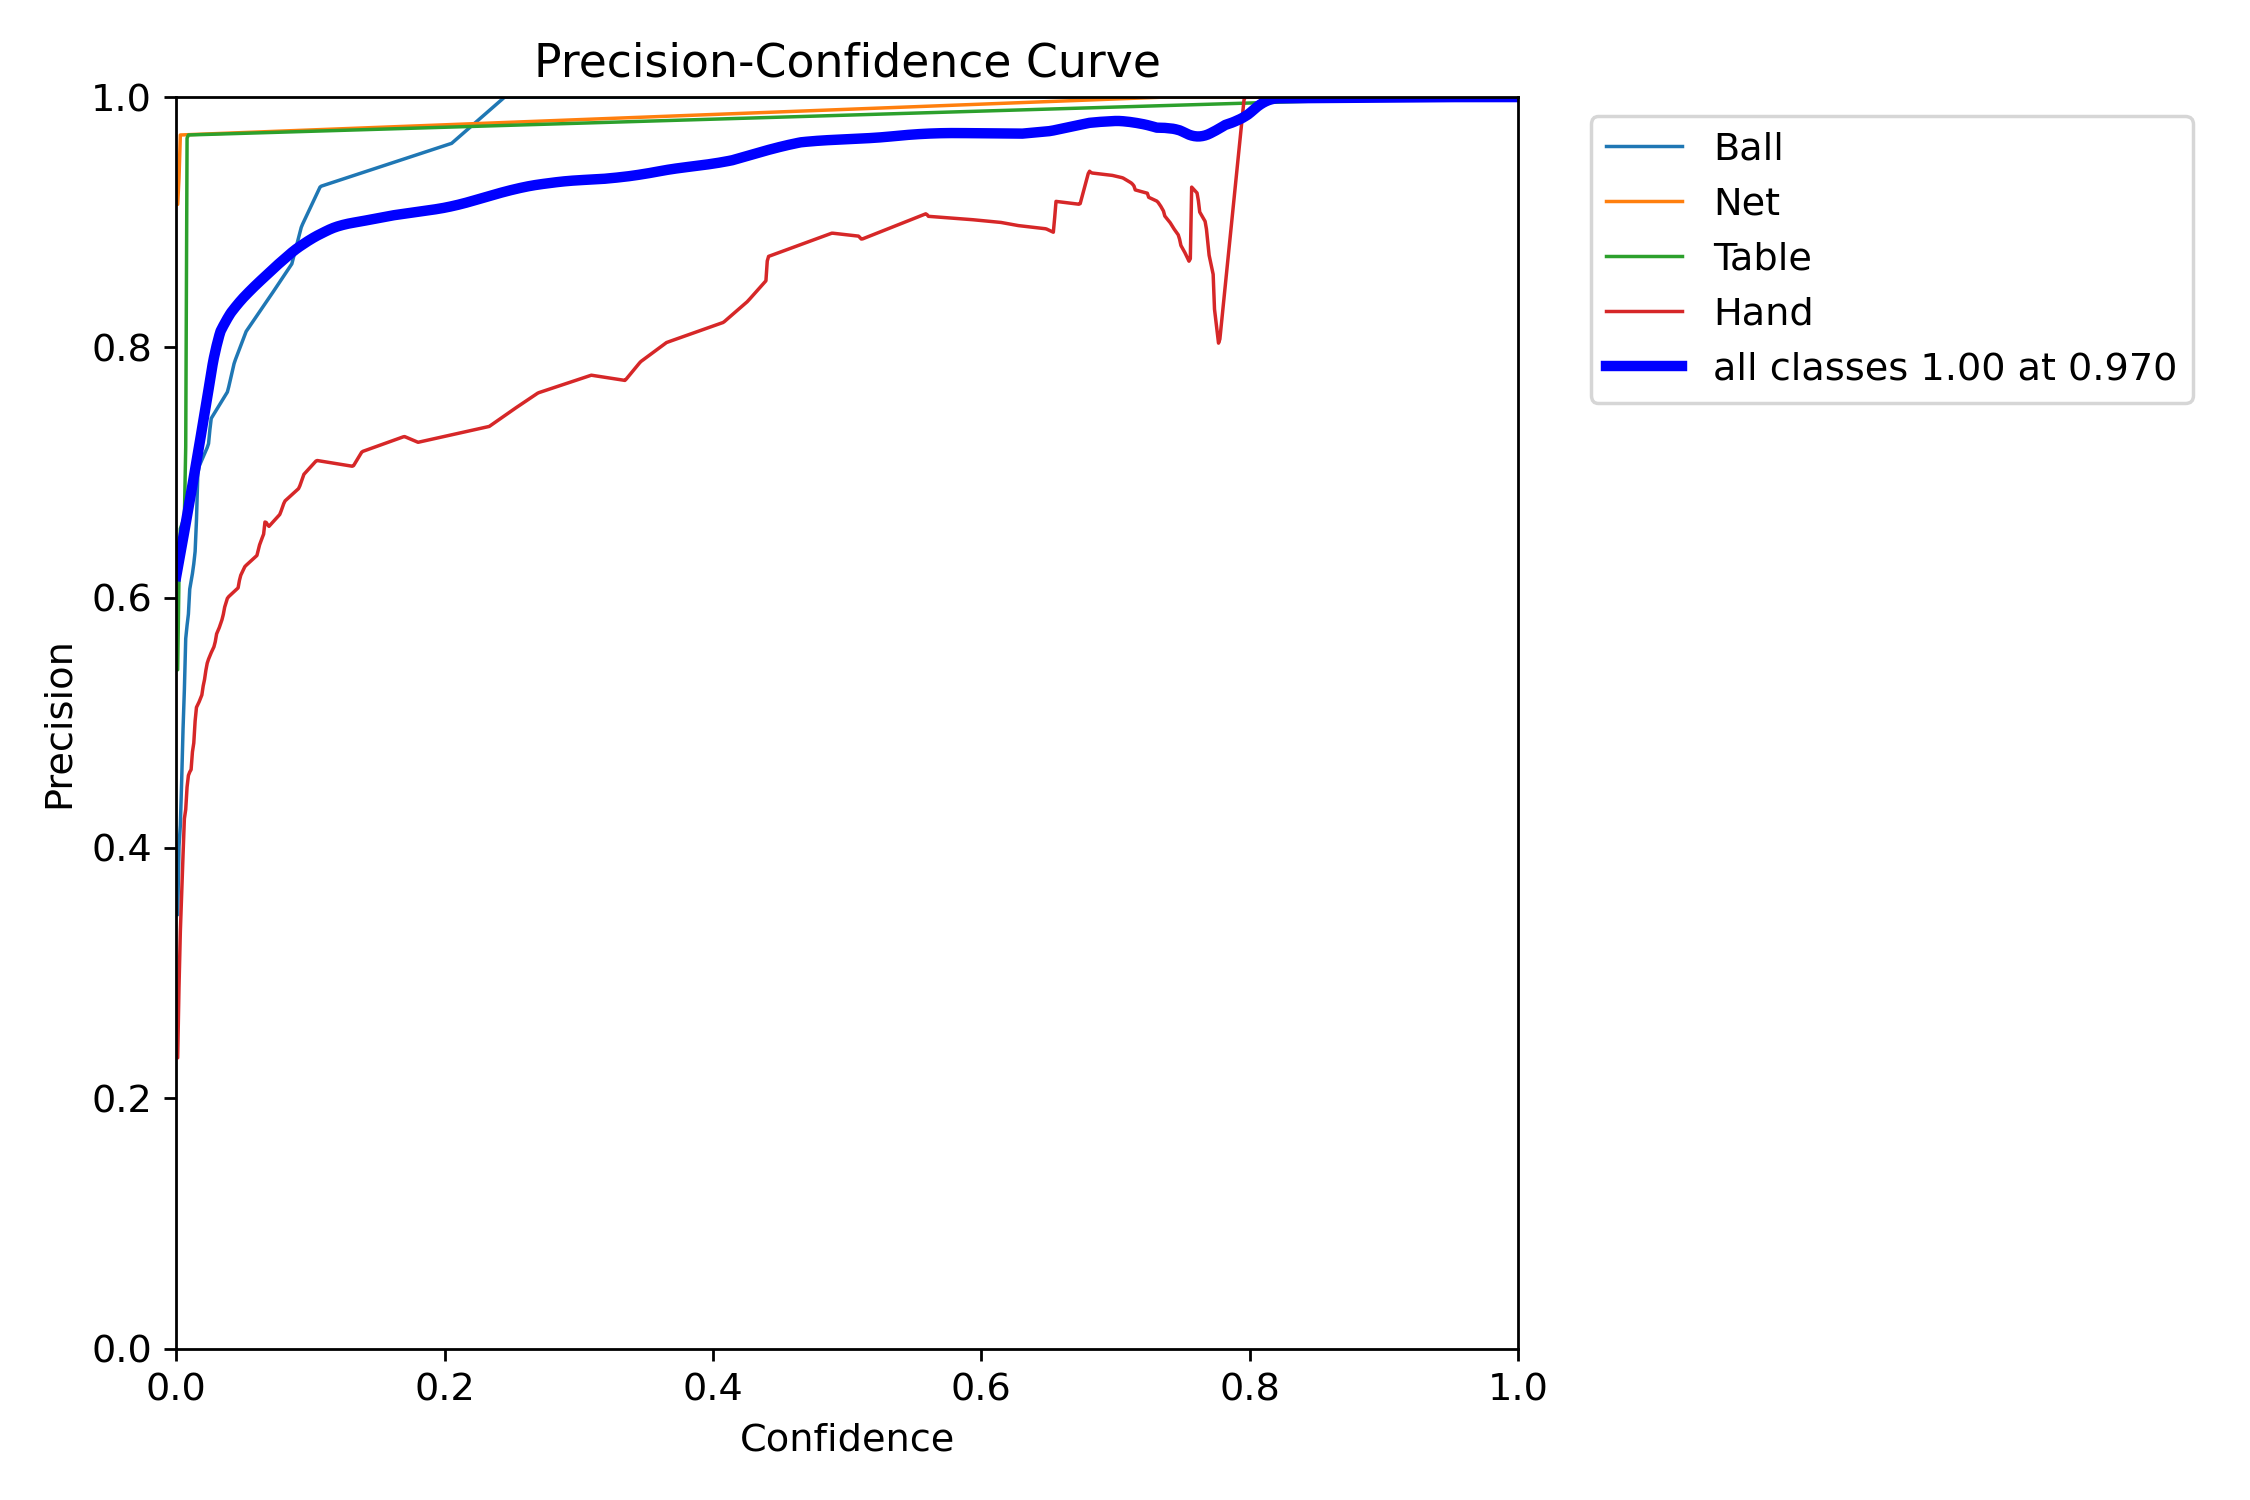 Precision-Confidence Curve
1.0
0.8
0.6
0.4
0.2
0.0
Precision
0.0 0.2 0.4 0.6 0.8 1.0
Confidence
Ball
Net
Table
Hand
all classes 1.00 at 0.970